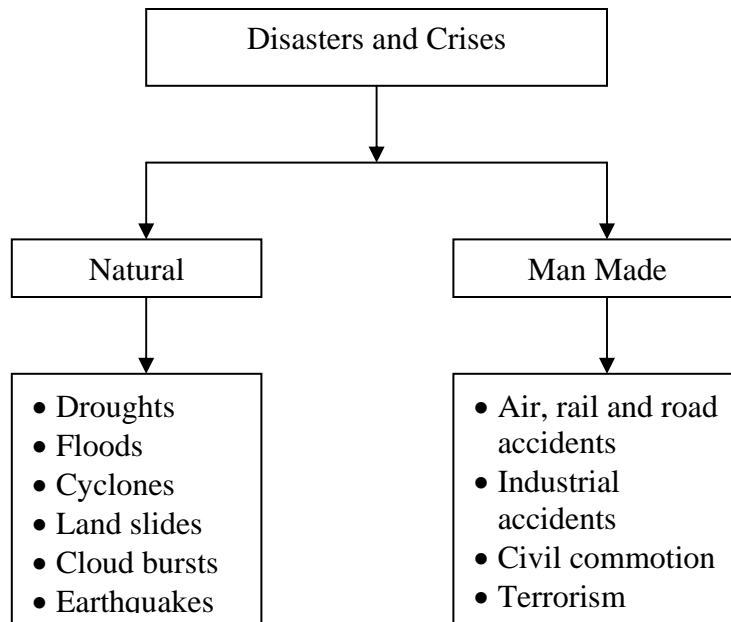 Disasters and Crises
Natural
Man Made
• Droughts
• Floods
• Cyclones
• Land slides
• Cloud bursts
• Earthquakes
• Air, rail and road
accidents
• Industrial
accidents
• Civil commotion
• Terrorism